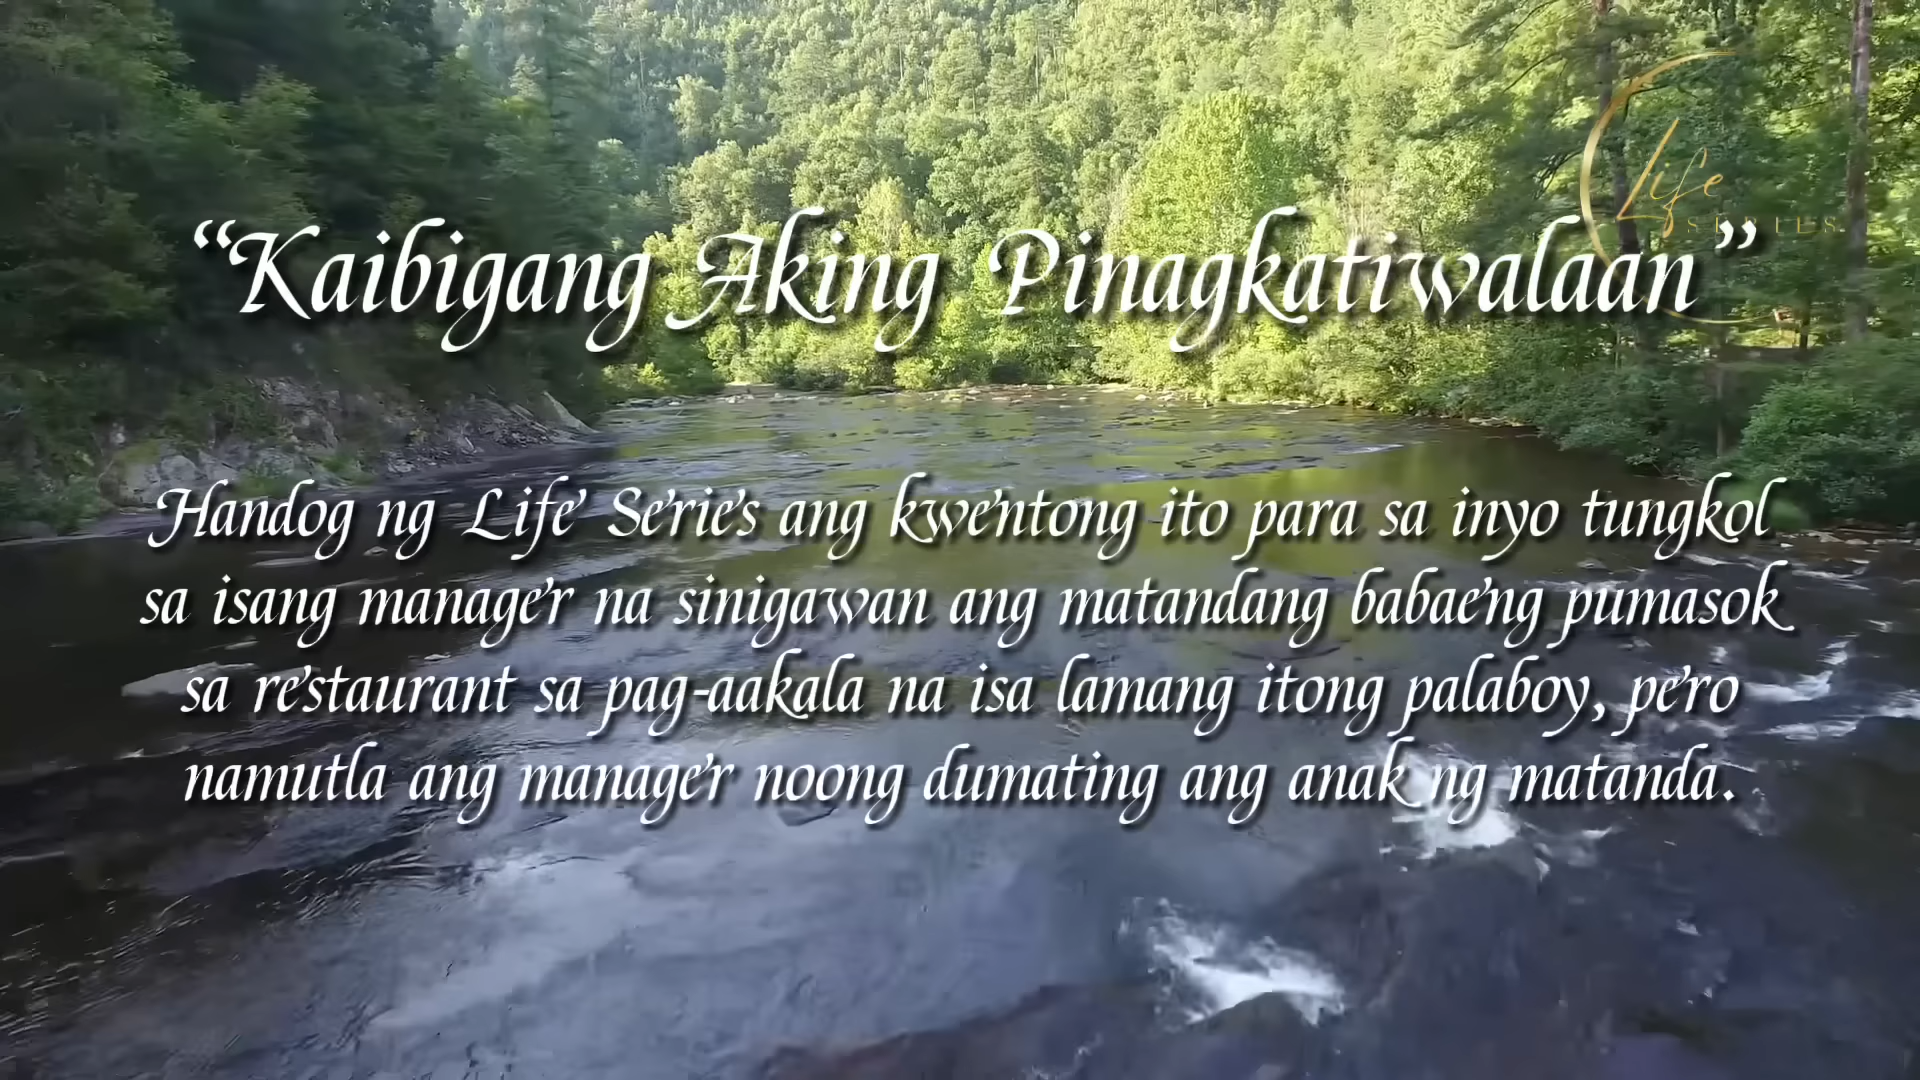 Life
SERIES
“Kaibigang Aking Pinagkatiwalaan”
Handog ng Life Series ang kwentong ito para sa inyo tungkol
sa isang manager na sinigawan ang matandang babaeng pumasok
sa restaurant sa pag-aakala na isa lamang itong palaboy, pero
namutla ang manager noong dumating ang anak ng matanda.